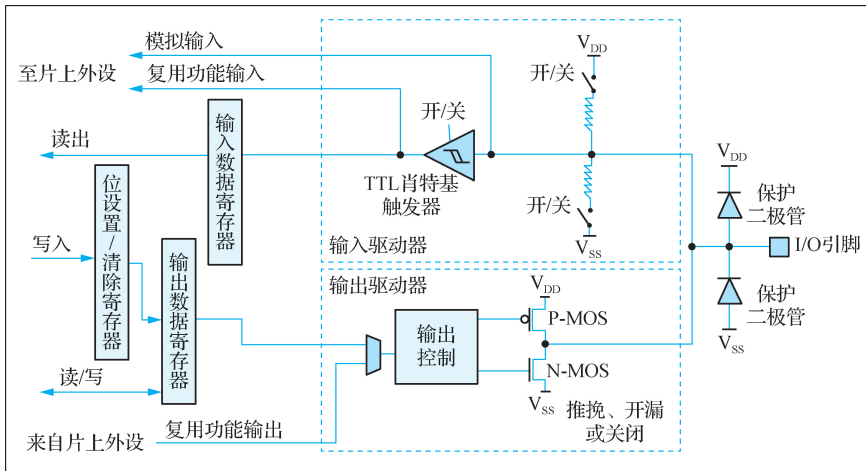 模拟输入
至片上外设
复用功能输入
读出
输入数据寄存器
开/关
TTL肖特基
触发器
V_DD
开/关
开/关
V_SS
输入驱动器
V_DD
保护
二极管
I/O引脚
保护
二极管
V_SS
写入
位设置/清除寄存器
输出数据寄存器
读/写
来自片上外设
复用功能输出
输出驱动器
输出
控制
V_DD
P-MOS
N-MOS
V_SS
推挽、开漏
或关闭